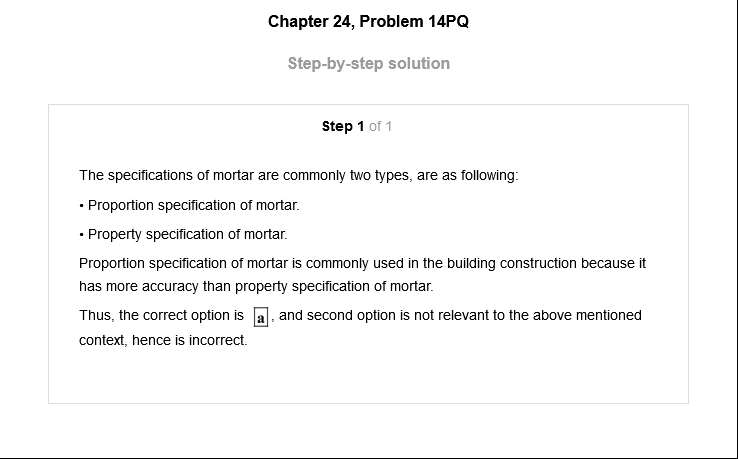 Chapter 24, Problem 14PQ
Step-by-step solution
Step 1 of 1
The specifications of mortar are commonly two types, are as following:
• Proportion specification of mortar.
• Property specification of mortar.
Proportion specification of mortar is commonly used in the building construction because it
has more accuracy than property specification of mortar.
Thus, the correct option is a, and second option is not relevant to the above mentioned
context, hence is incorrect.